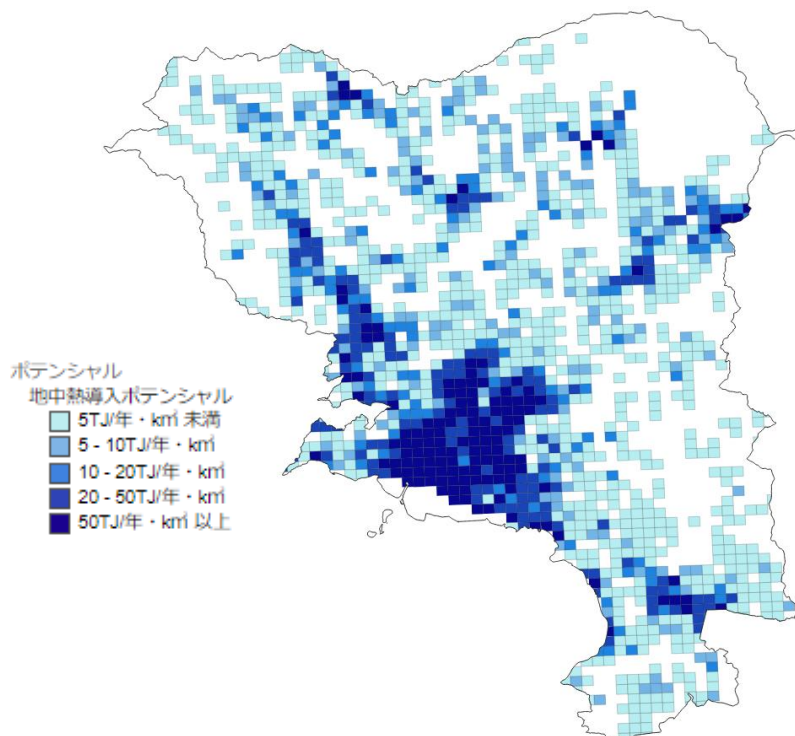 ポテンシャル
地中熱導入ポテンシャル
5TJ/年・km² 未満
5 - 10TJ/年・km²
10 - 20TJ/年・km²
20 - 50TJ/年・km²
50TJ/年・km² 以上